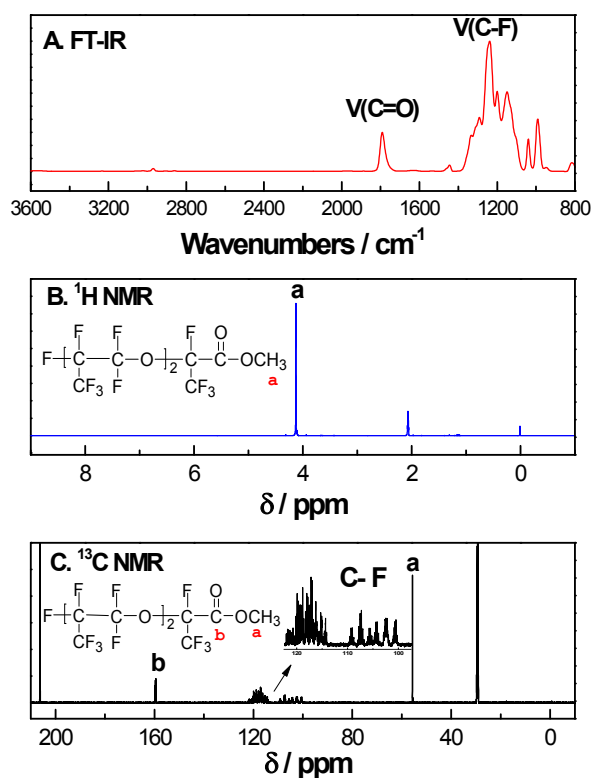 A. FT-IR
V(C-F)
V(C=O)
3600 3200 2800 2400 2000 1600 1200 800
Wavenumbers / cm⁻¹
B. ¹H NMR
a
F F F O
F C C O 2 C C OCH₃
CF₃ F CF₃ a
8 6 4 2 0
δ / ppm
C. ¹³C NMR
C- F
a
F F F O
F C C O 2 C C OCH₃
CF₃ F CF₃ b a
b
120 110 100
200 160 120 80 40 0
δ / ppm